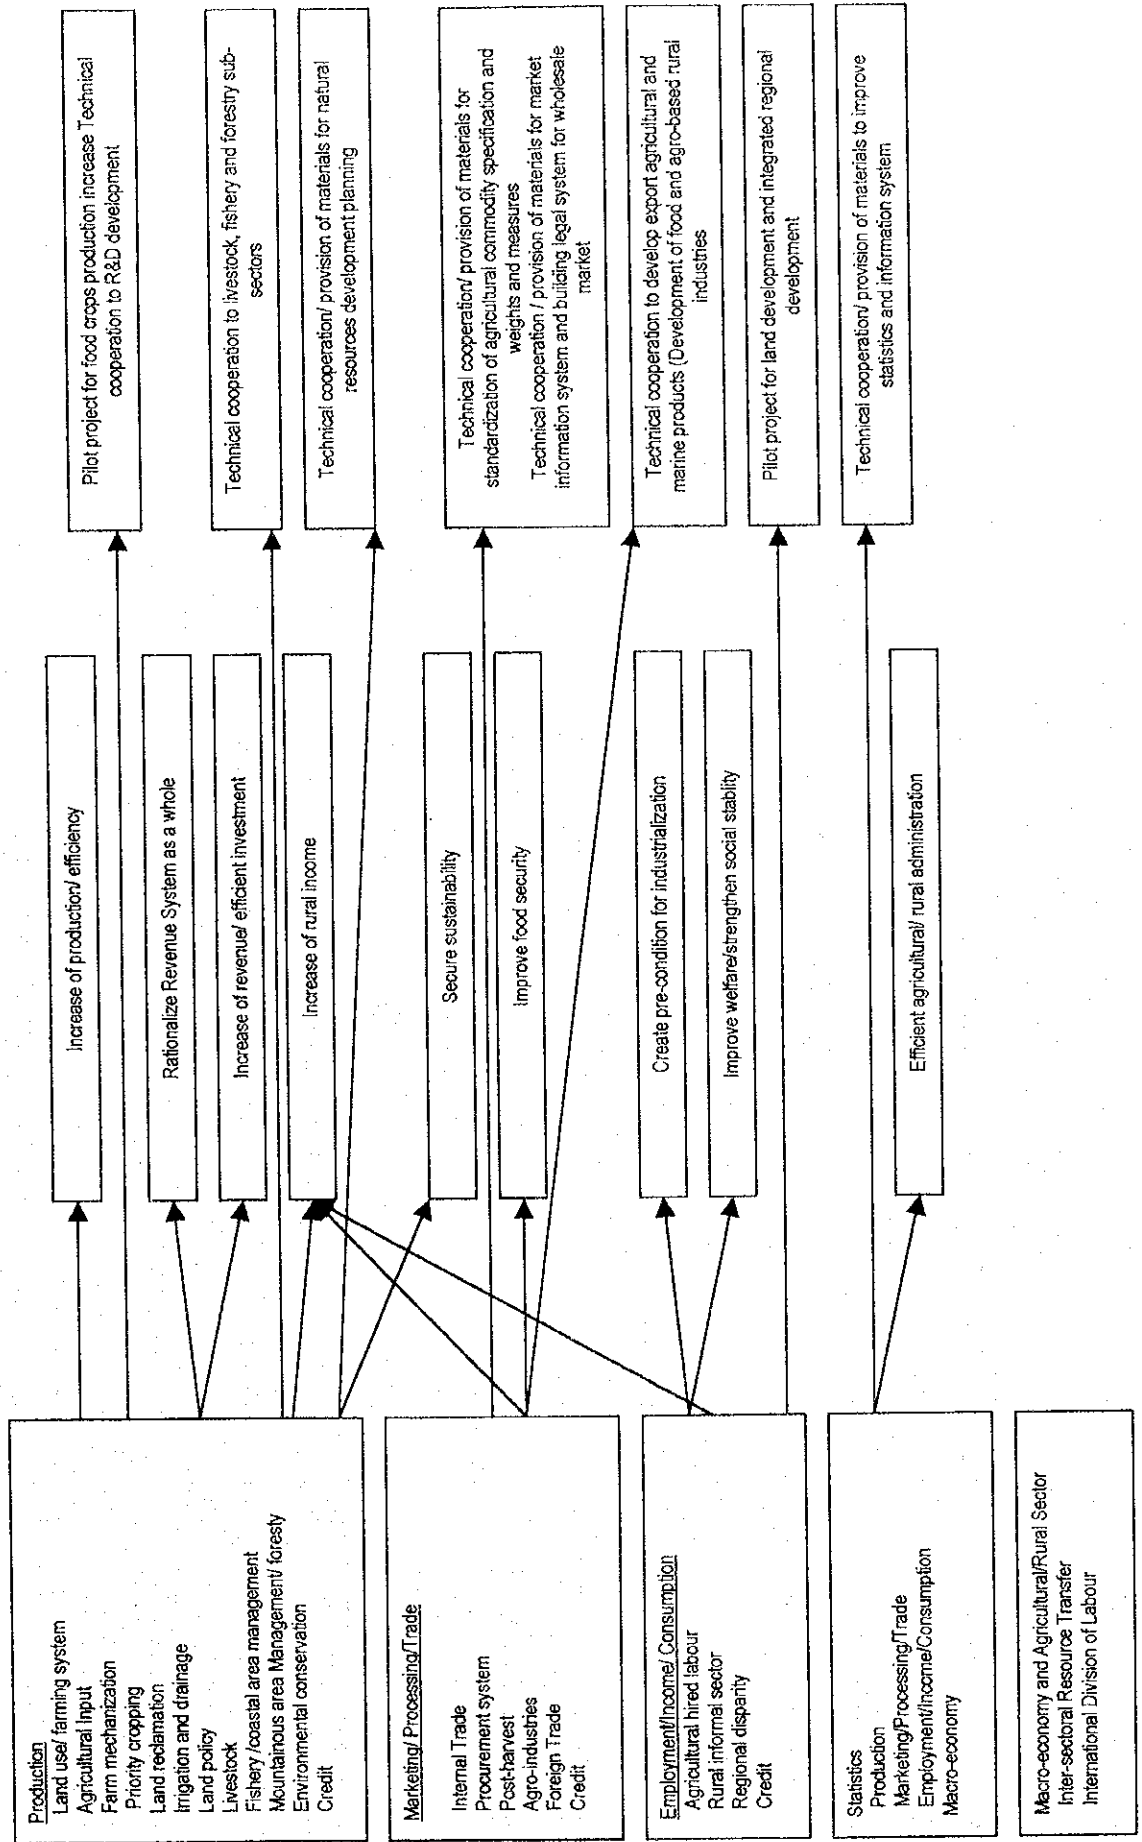 Production
Land use/ farming system
Agricultural Input
Farm mechanization
Priority cropping
Land reclamation
Irrigation and drainage
Land policy
Livestock
Fishery /coastal area management
Mountainous area Management/ foresty
Environmental conservation
Credit
Marketing/ Processing/Trade
Internal Trade
Procurement system
Post-harvest
Agro-industries
Foreign Trade
Credit
Employment/Income/ Consumption
Agricultural hired labour
Rural informal sector
Regional disparity
Credit
Statistics
Production
Marketing/Processing/Trade
Employment/Income/Consumption
Macro-economy
Macro-economy and Agricultural/Rural Sector
Inter-sectoral Resource Transfer
International Division of Labour
Increase of production/ efficiency
Rationalize Revenue System as a whole
Increase of revenue/ efficient investment
Increase of rural income
Secure sustainability
Improve food security
Create pre-condition for industrialization
Improve welfare/strengthen social stablity
Efficient agricultural/ rural administration
Pilot project for food crops production increase Technical
cooperation to R&D development
Technical cooperation to livestock, fishery and forestry sub-
sectors
Technical cooperation/ provision of materials for natural
resources development planning
Technical cooperation/ provision of materials for
standardization of agricultural commodity specification and
weights and measures
Technical cooperation / provision of materials for market
information system and building legal system for wholesale
market
Technical cooperation to develop export agricultural and
marine products (Development of food and agro-based rural
industries
Pilot project for land development and integrated regional
development
Technical cooperation/ provision of materials to improve
statistics and information system